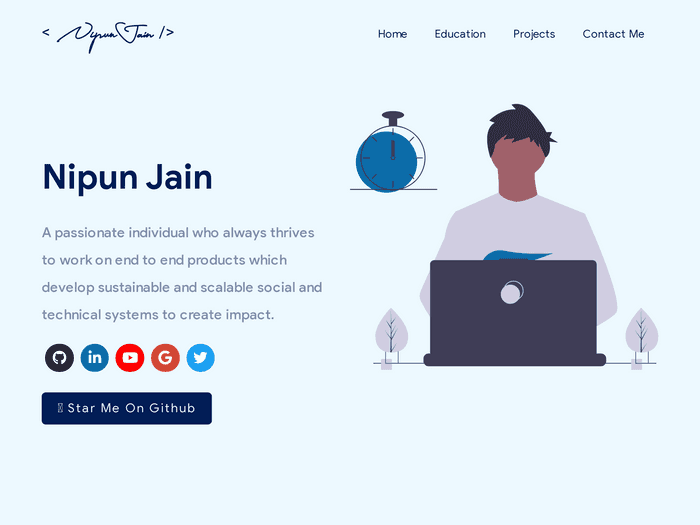 < Nipun Jain />
Home Education Projects Contact Me
Nipun Jain
A passionate individual who always thrives
to work on end to end products which
develop sustainable and scalable social and
technical systems to create impact.
Star Me On Github